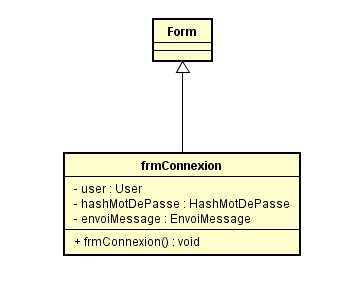 Form
frmConnexion
- user : User
- hashMotDePasse : HashMotDePasse
- envoiMessage : EnvoiMessage
+ frmConnexion() : void